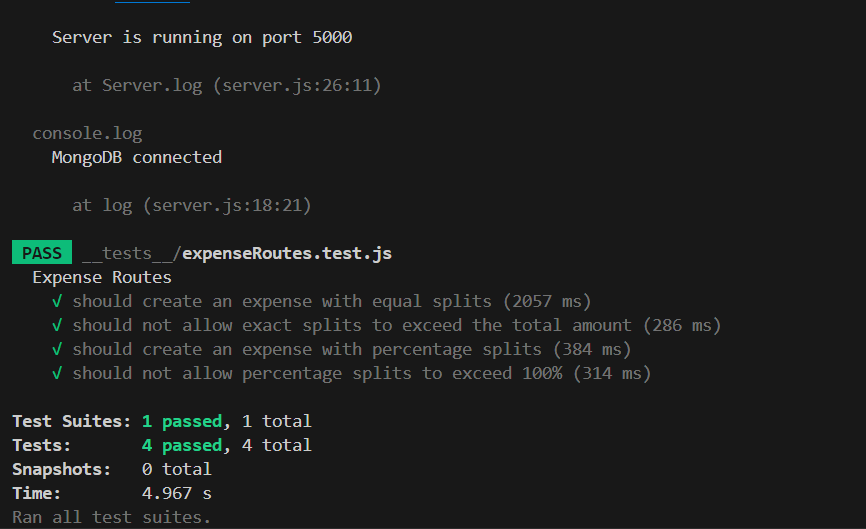 Server is running on port 5000
at Server.log (server.js:26:11)
console.log
MongoDB connected
at log (server.js:18:21)
PASS __tests__/expenseRoutes.test.js
Expense Routes
√ should create an expense with equal splits (2057 ms)
√ should not allow exact splits to exceed the total amount (286 ms)
√ should create an expense with percentage splits (384 ms)
√ should not allow percentage splits to exceed 100% (314 ms)
Test Suites: 1 passed, 1 total
Tests: 4 passed, 4 total
Snapshots: 0 total
Time: 4.967 s
Ran all test suites.